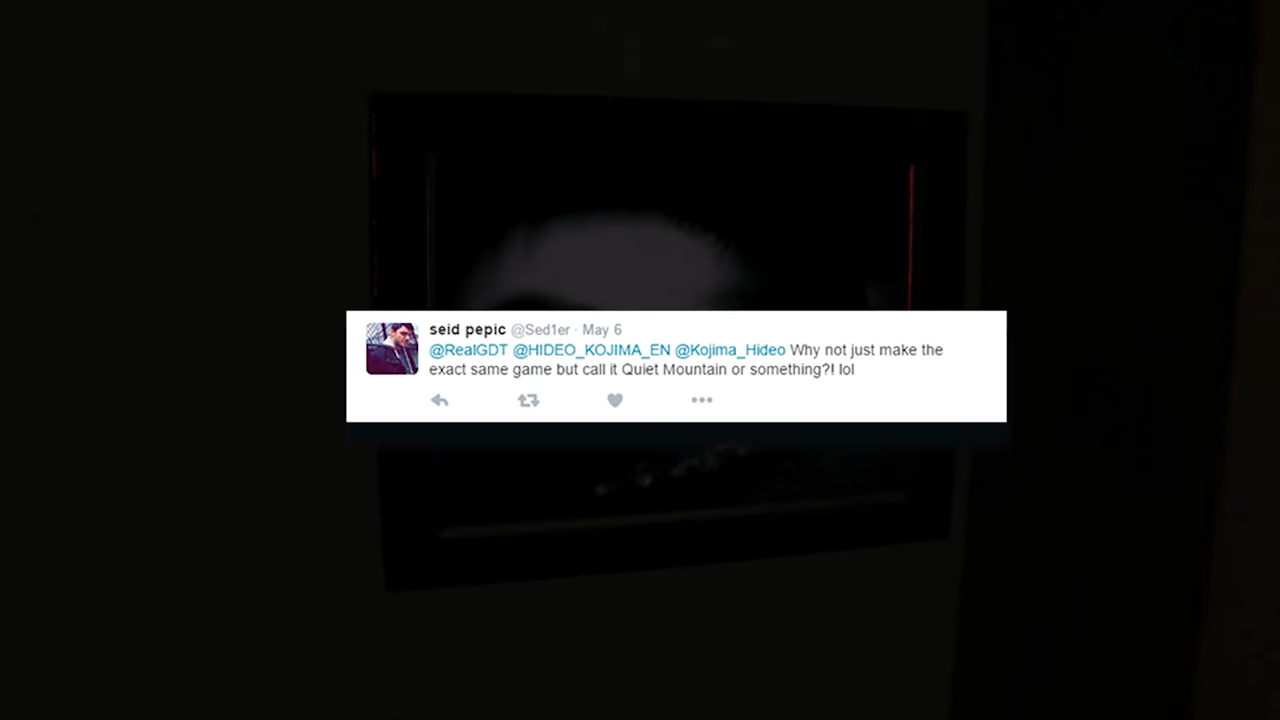 seid pepic @Sed1er · May 6
@RealGDT @HIDEO_KOJIMA_EN @Kojima_Hideo Why not just make the
exact same game but call it Quiet Mountain or something?! lol